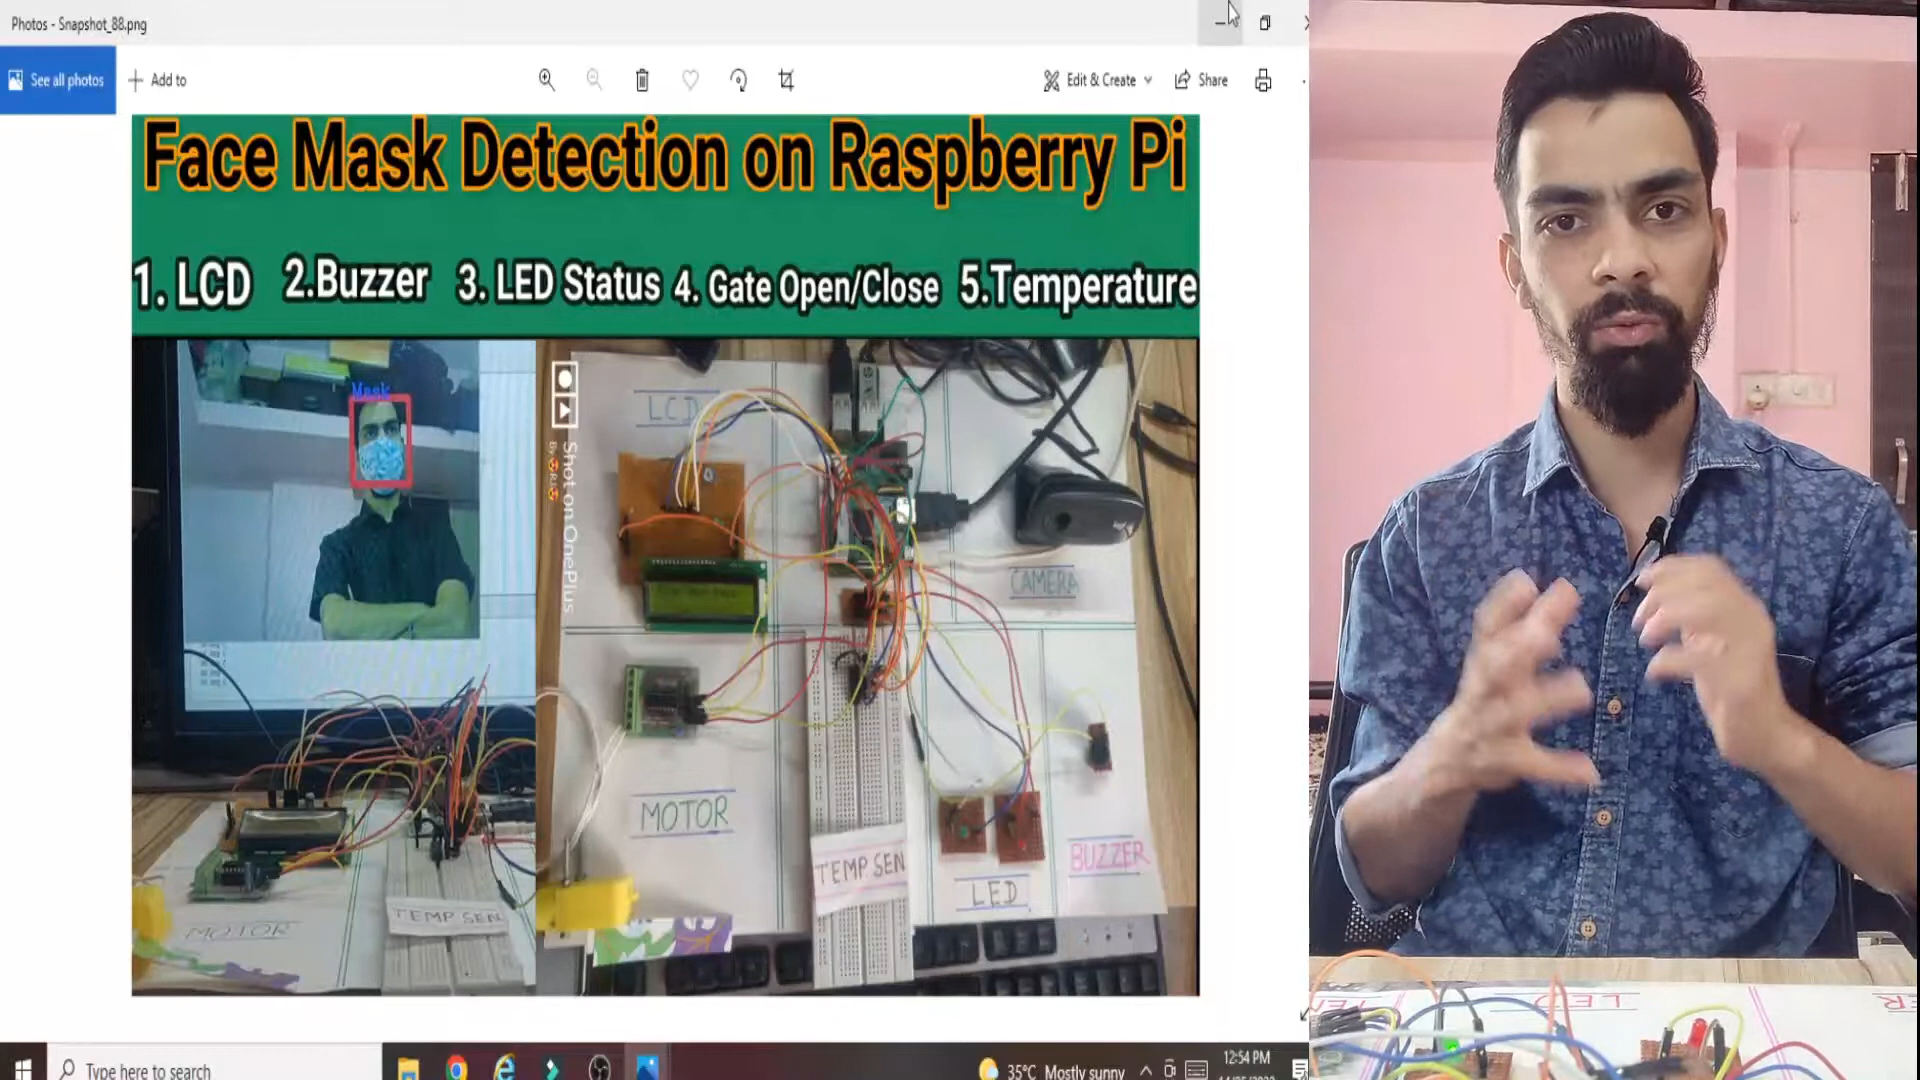 Photos - Snapshot_88.png
See all photos
Add to
Edit & Create
Share
Face Mask Detection on Raspberry Pi
1. LCD 2.Buzzer 3. LED Status 4. Gate Open/Close 5.Temperature
Mask
LCD
Shot on OnePlus
CAMERA
MOTOR
TEMP SEN
LED
BUZZER
MOTOR
TEMP SEN
LED
Type here to search
35°C Mostly sunny
12:54 PM